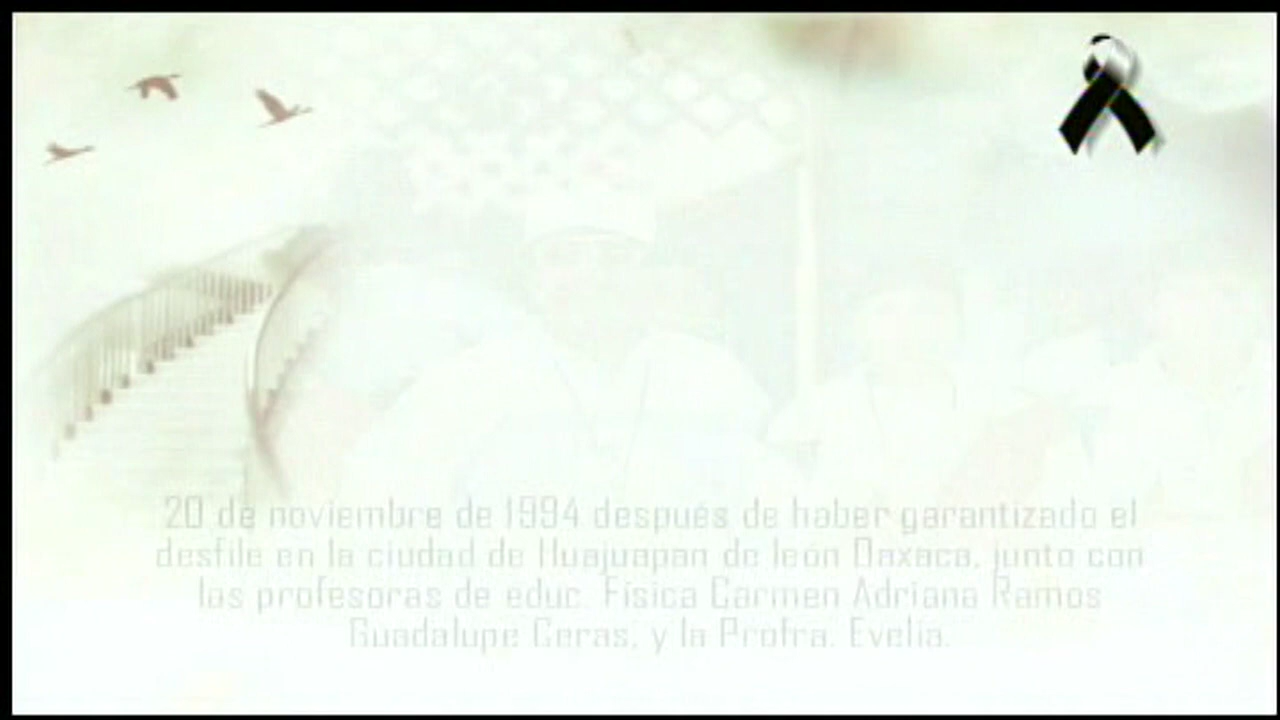 20 de noviembre de 1994 después de haber garantizado el
desfile en la ciudad de Huajuapan de león Oaxaca, junto con
las profesoras de educ. Física Carmen Adriana Ramos
Guadalupe Ceras, y la Profra. Evelia.